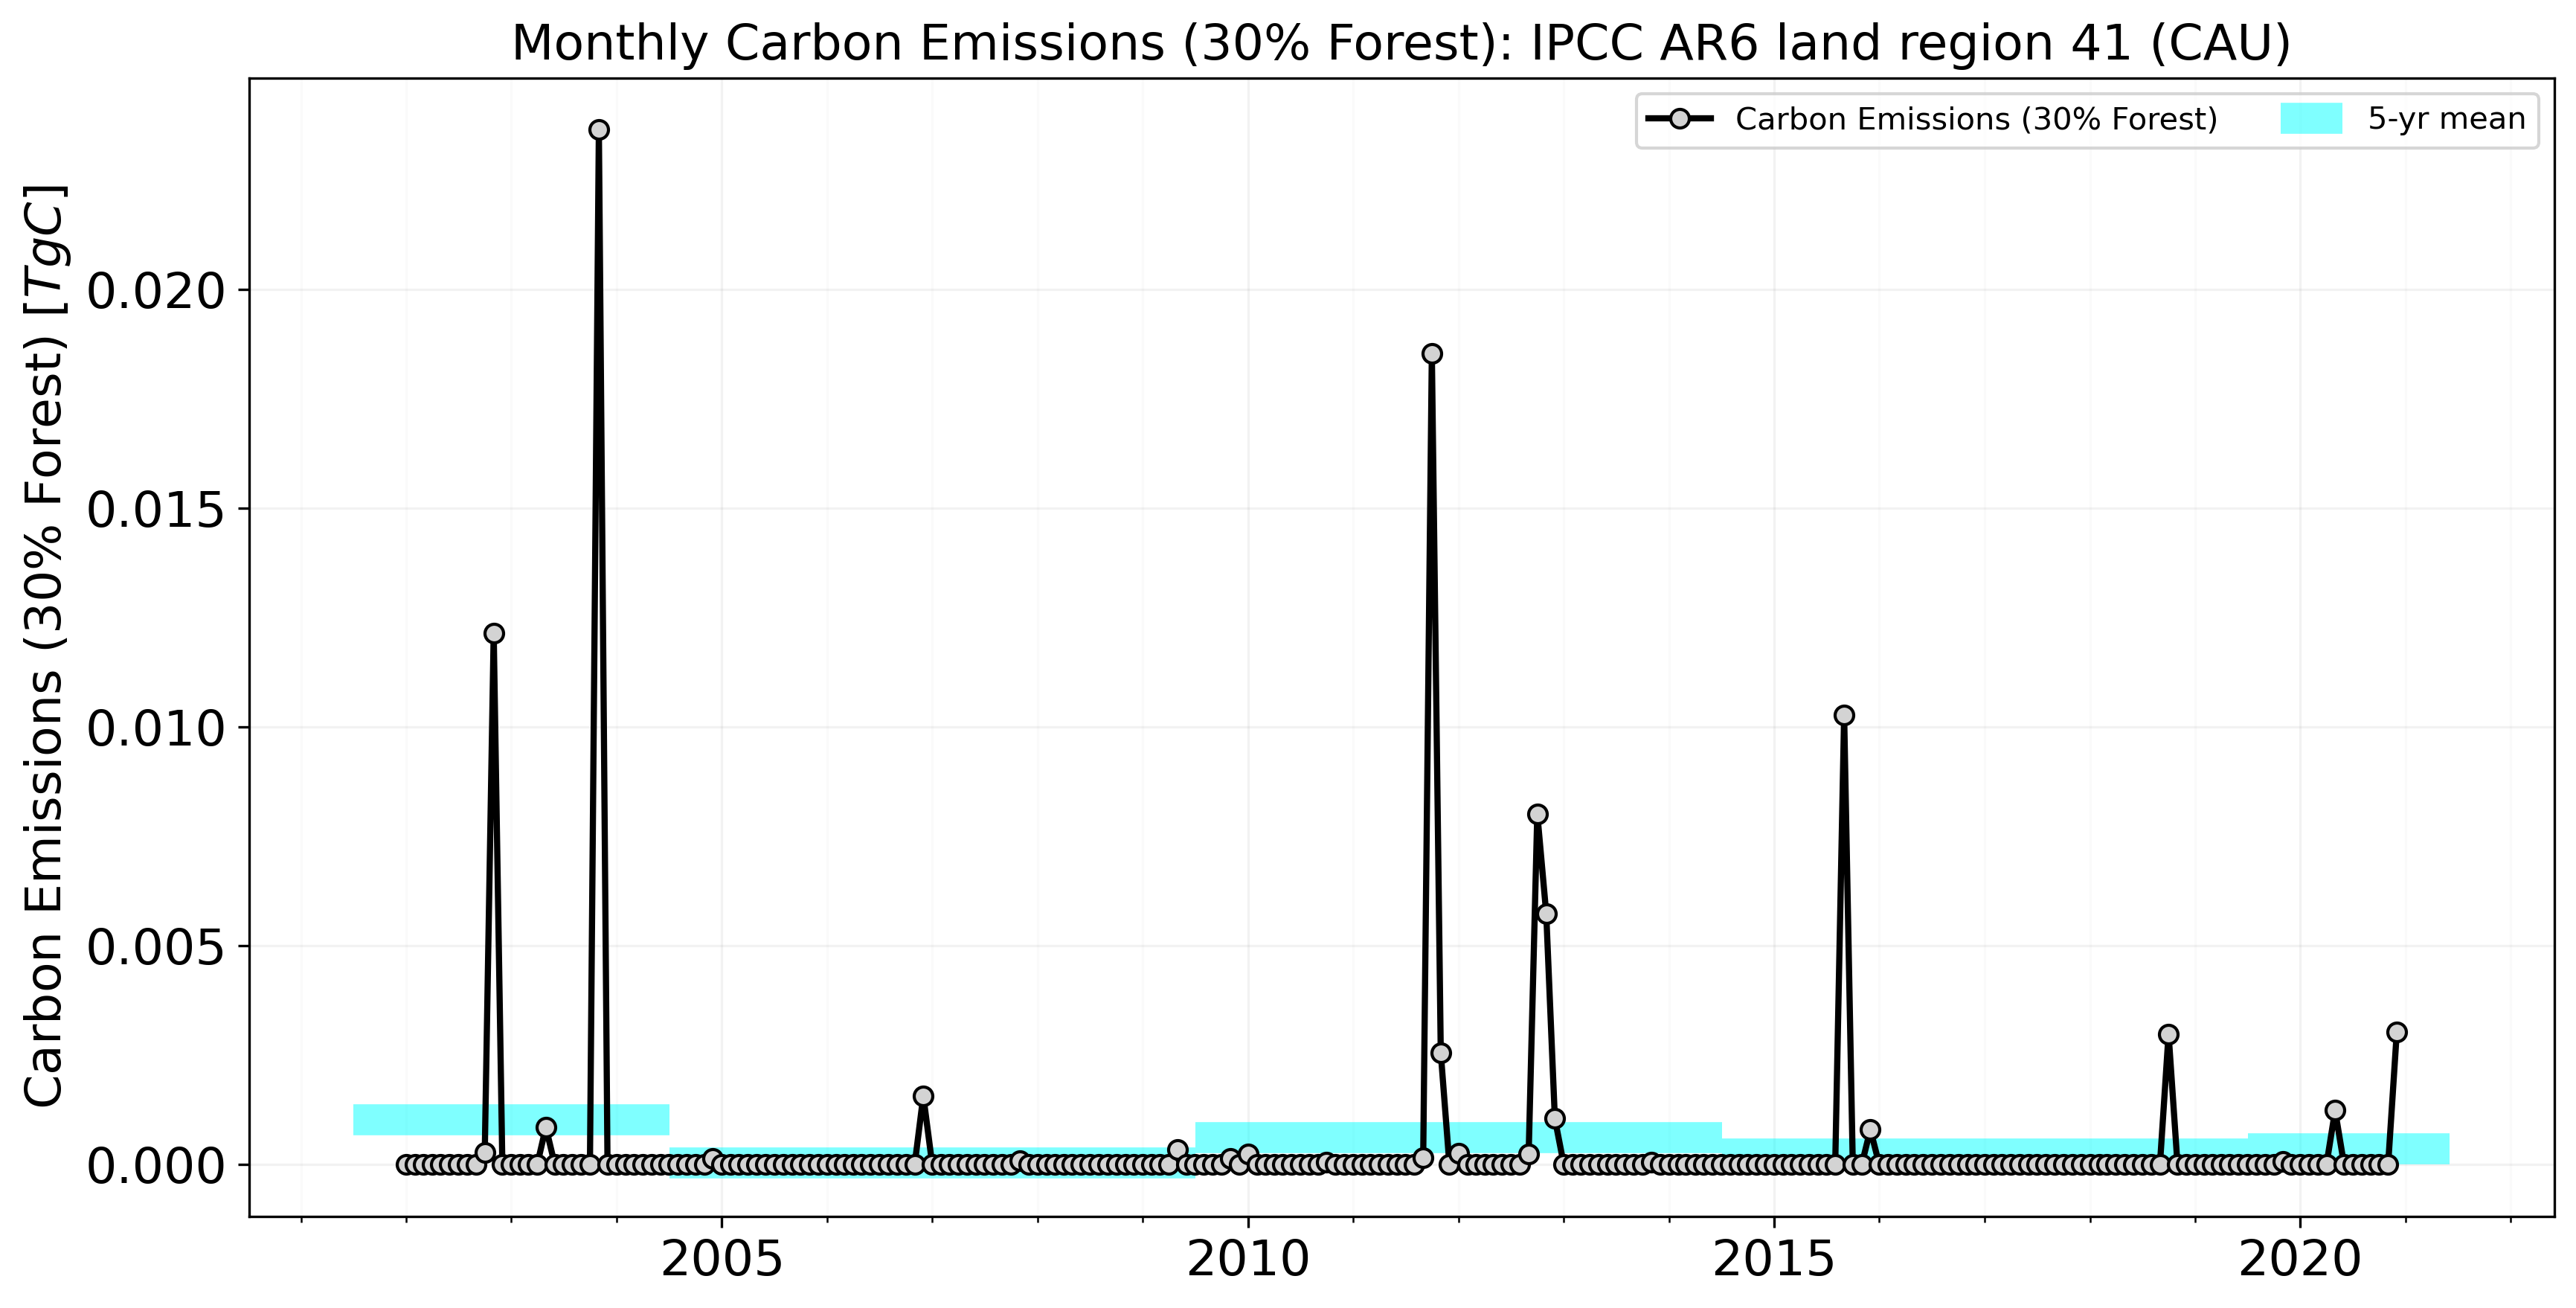 Monthly Carbon Emissions (30% Forest): IPCC AR6 land region 41 (CAU)
Carbon Emissions (30% Forest)
5-yr mean
Carbon Emissions (30% Forest) [TgC]
0.020
0.015
0.010
0.005
0.000
2005
2010
2015
2020